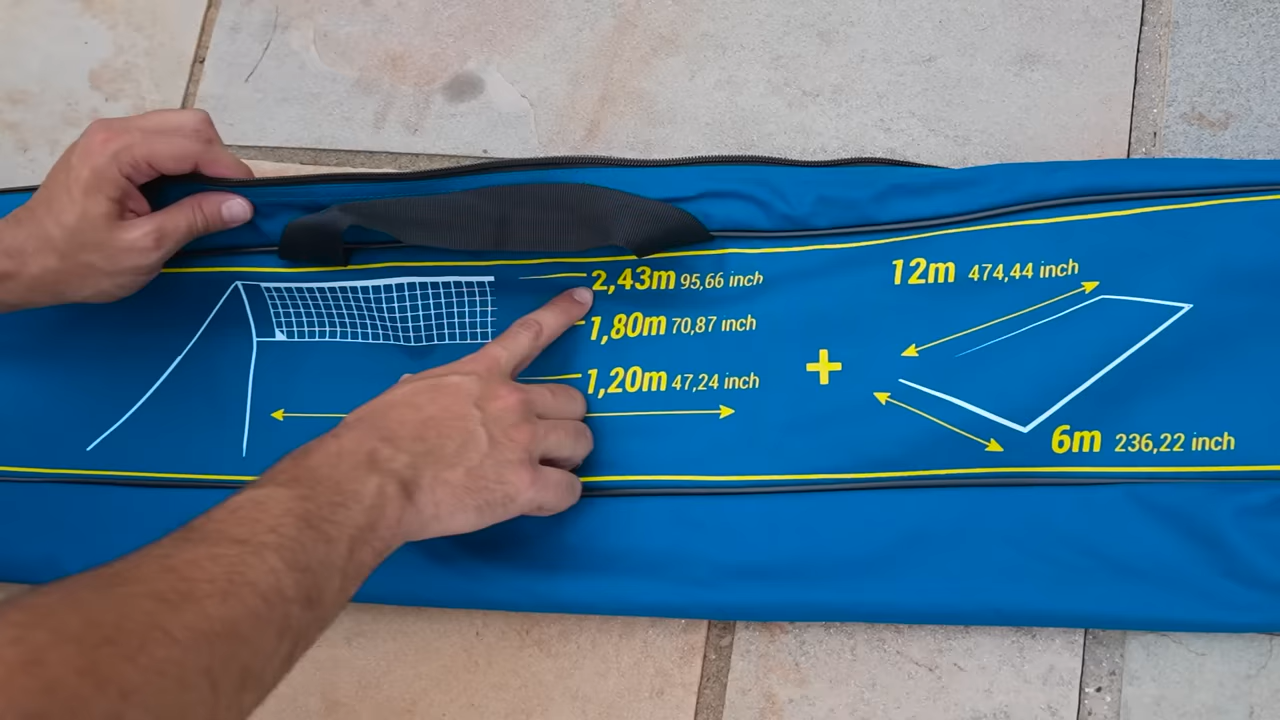 2,43m 95,66 inch
1,80m 70,87 inch
1,20m 47,24 inch
+
12m 474,44 inch
6m 236,22 inch